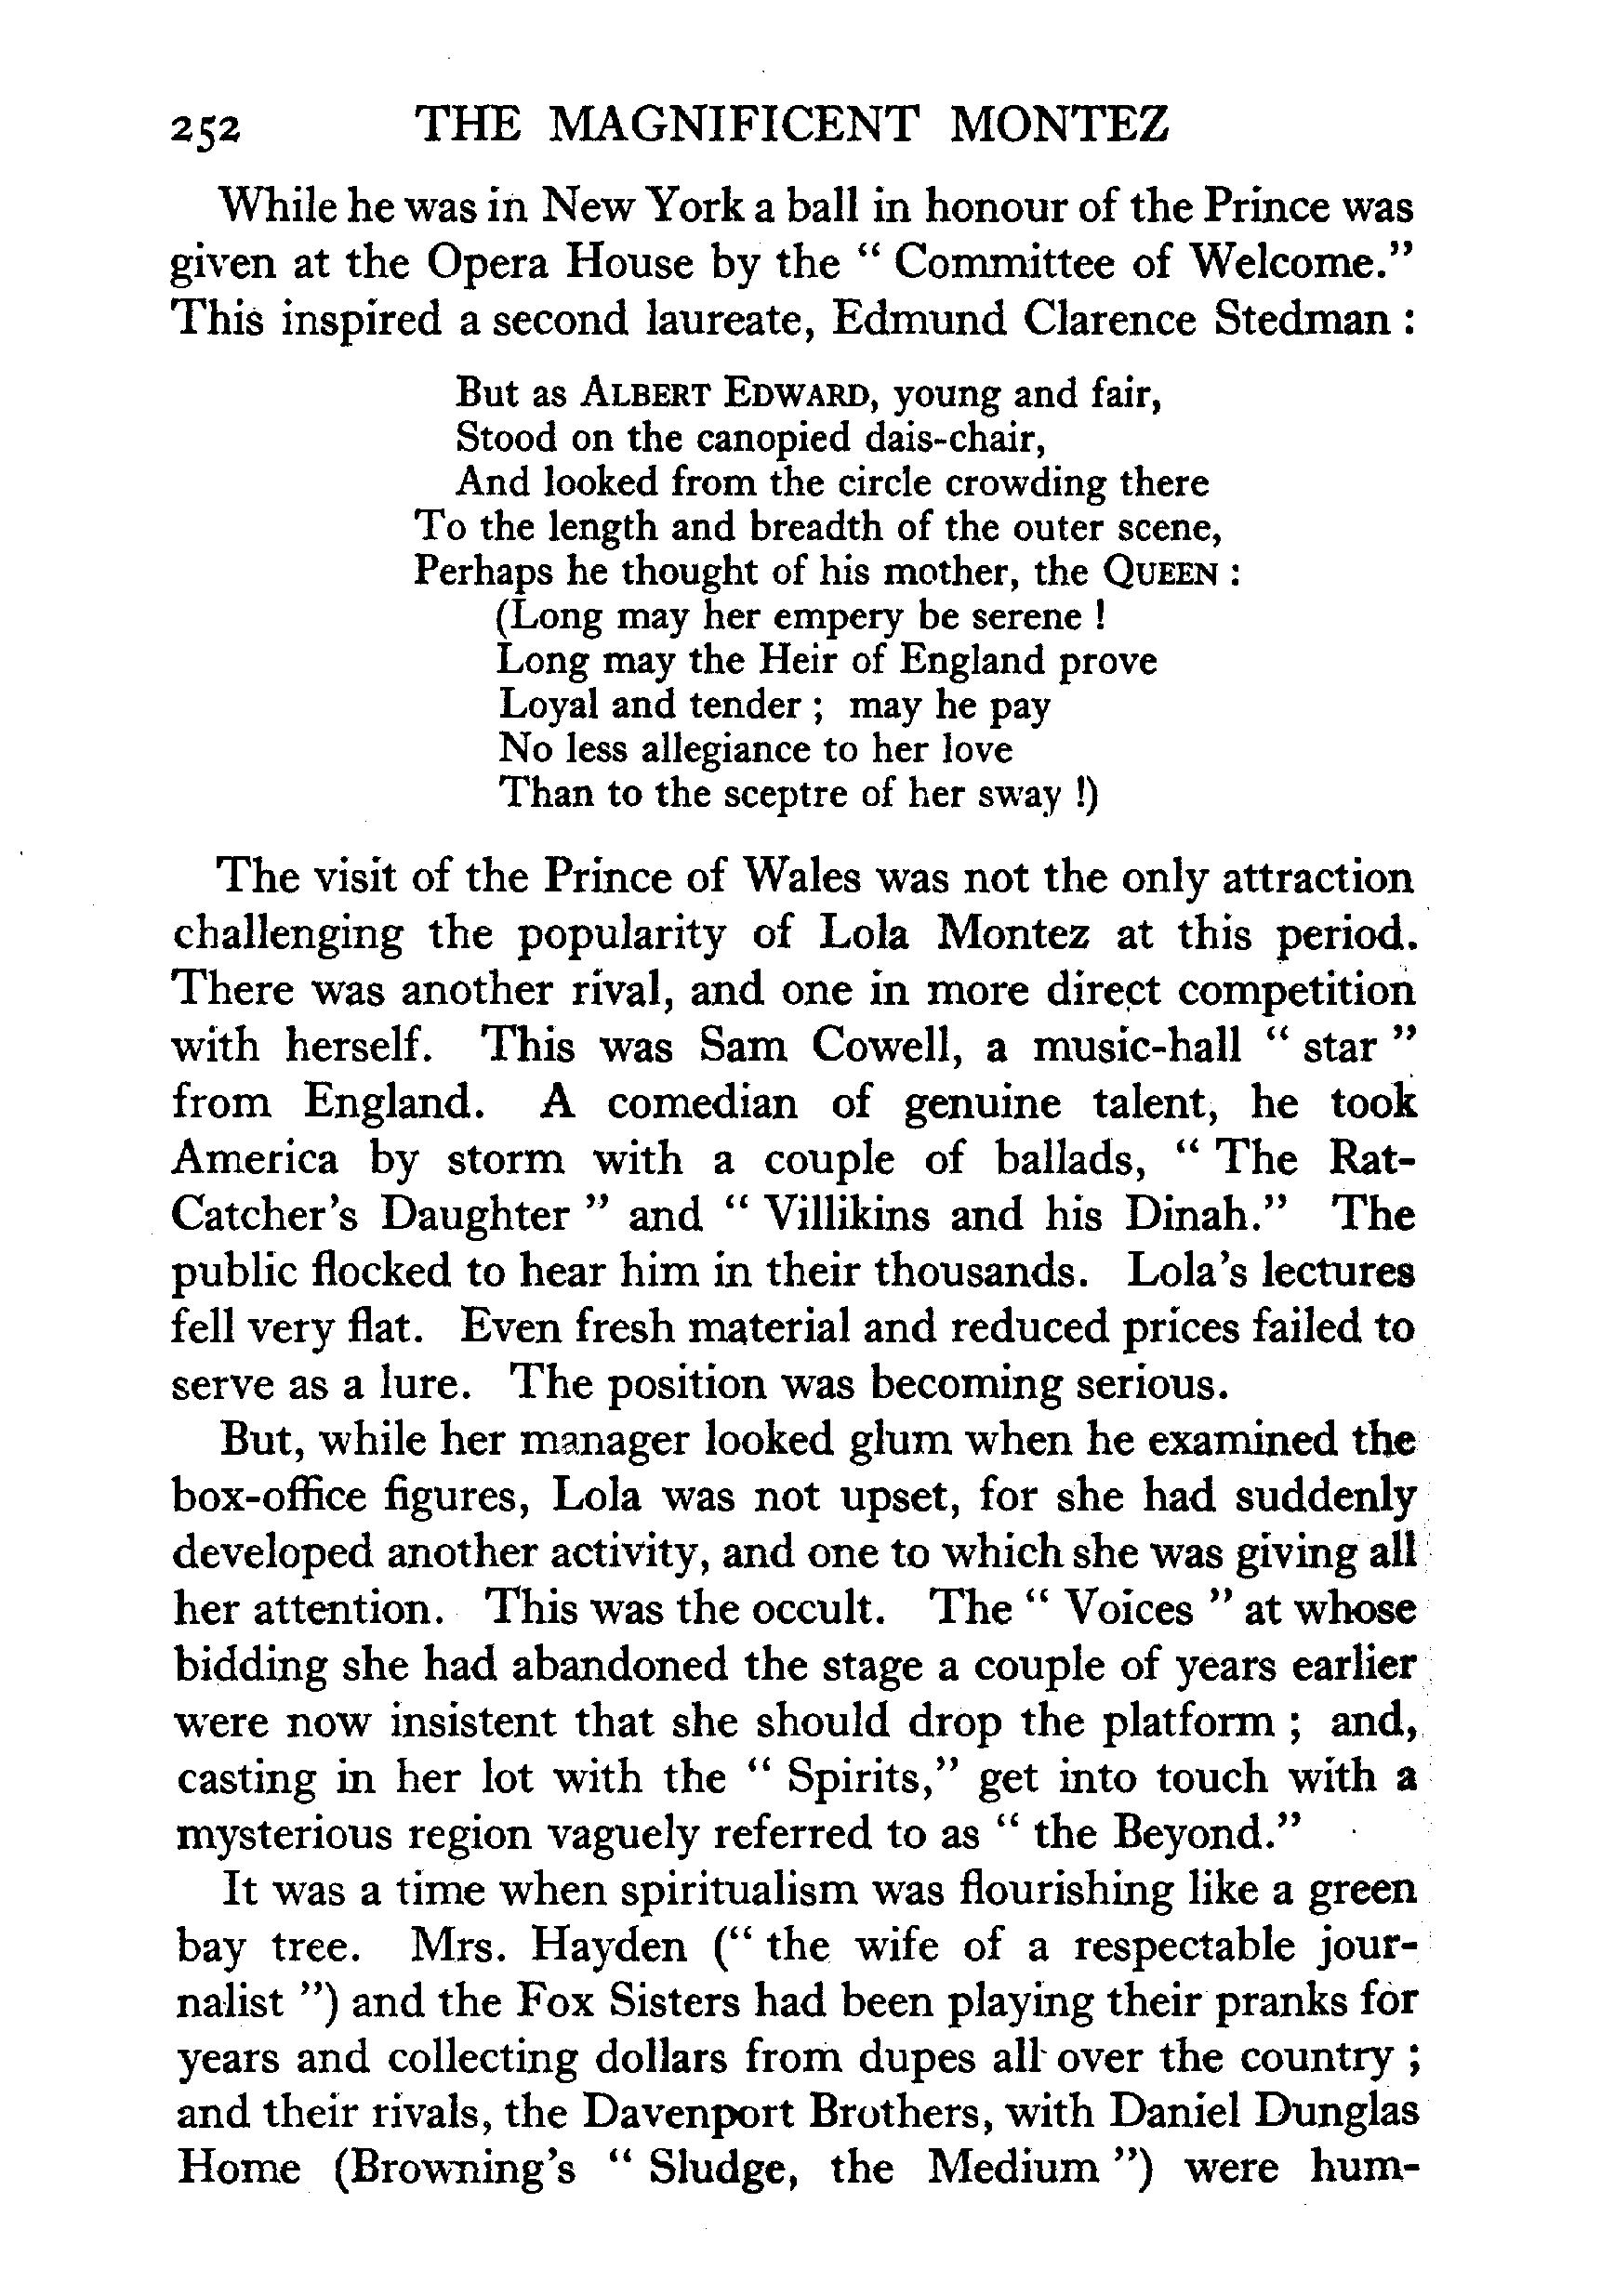 252 THE MAGNIFICENT MONTEZ
While he was in New York a ball in honour of the Prince was
given at the Opera House by the " Committee of Welcome."
This inspired a second laureate, Edmund Clarence Stedman :
But as ALBERT EDWARD, young and fair,
Stood on the canopied dais-chair,
And looked from the circle crowding there
To the length and breadth of the outer scene,
Perhaps he thought of his mother, the QUEEN :
(Long may her empery be serene !
Long may the Heir of England prove
Loyal and tender ; may he pay
No less allegiance to her love
Than to the sceptre of her sway !)
The visit of the Prince of Wales was not the only attraction
challenging the popularity of Lola Montez at this period.
There was another rival, and one in more direct competition
with herself. This was Sam Cowell, a music-hall " star "
from England. A comedian of genuine talent, he took
America by storm with a couple of ballads, " The Rat-
Catcher's Daughter " and " Villikins and his Dinah." The
public flocked to hear him in their thousands. Lola's lectures
fell very flat. Even fresh material and reduced prices failed to
serve as a lure. The position was becoming serious.
But, while her manager looked glum when he examined the
box-office figures, Lola was not upset, for she had suddenly
developed another activity, and one to which she was giving all
her attention. This was the occult. The " Voices " at whose
bidding she had abandoned the stage a couple of years earlier
were now insistent that she should drop the platform ; and,
casting in her lot with the " Spirits," get into touch with a
mysterious region vaguely referred to as " the Beyond."
It was a time when spiritualism was flourishing like a green
bay tree. Mrs. Hayden (" the wife of a respectable jour-
nalist ") and the Fox Sisters had been playing their pranks for
years and collecting dollars from dupes all over the country ;
and their rivals, the Davenport Brothers, with Daniel Dunglas
Home (Browning's " Sludge, the Medium ") were hum-